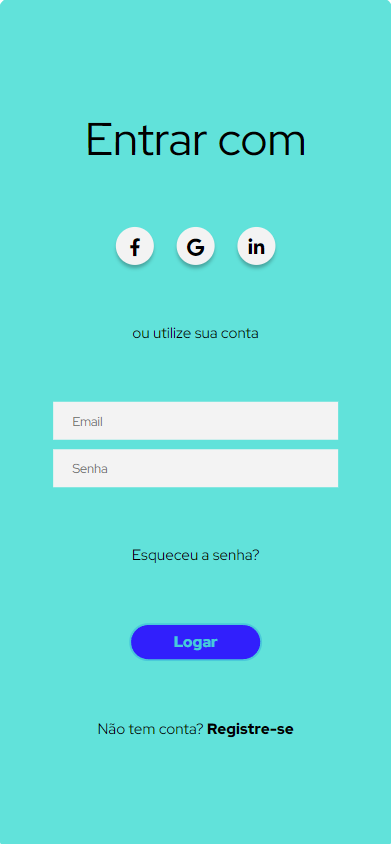 Entrar com
f G in
ou utilize sua conta
Email
Senha
Esqueceu a senha?
Logar
Não tem conta? Registre-se